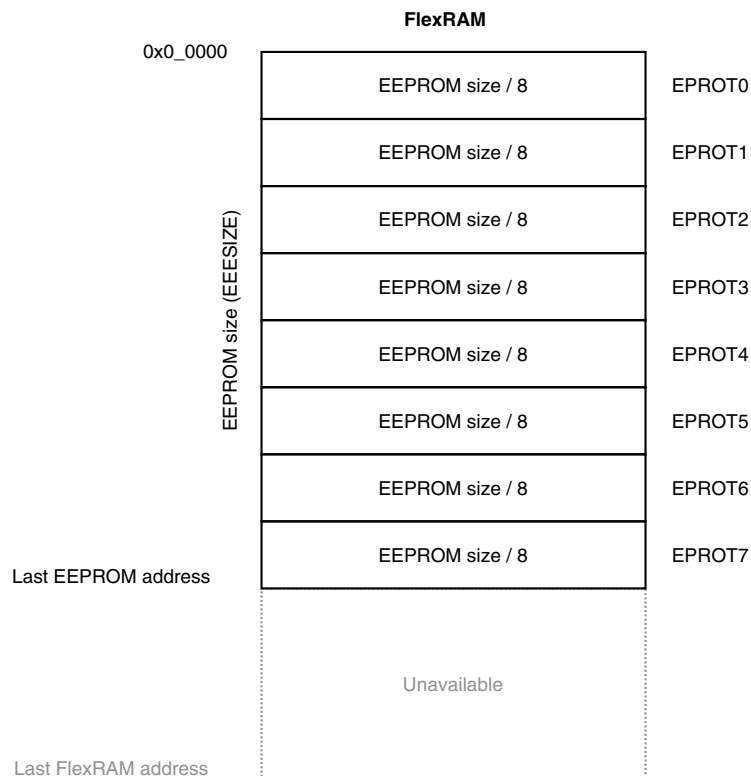 FlexRAM
0x0_0000
EEPROM size / 8 EPROT0
EEPROM size / 8 EPROT1
EEPROM size / 8 EPROT2
EEPROM size / 8 EPROT3
EEPROM size / 8 EPROT4
EEPROM size / 8 EPROT5
EEPROM size / 8 EPROT6
EEPROM size / 8 EPROT7
EEPROM size (EEESIZE)
Last EEPROM address
Unavailable
Last FlexRAM address